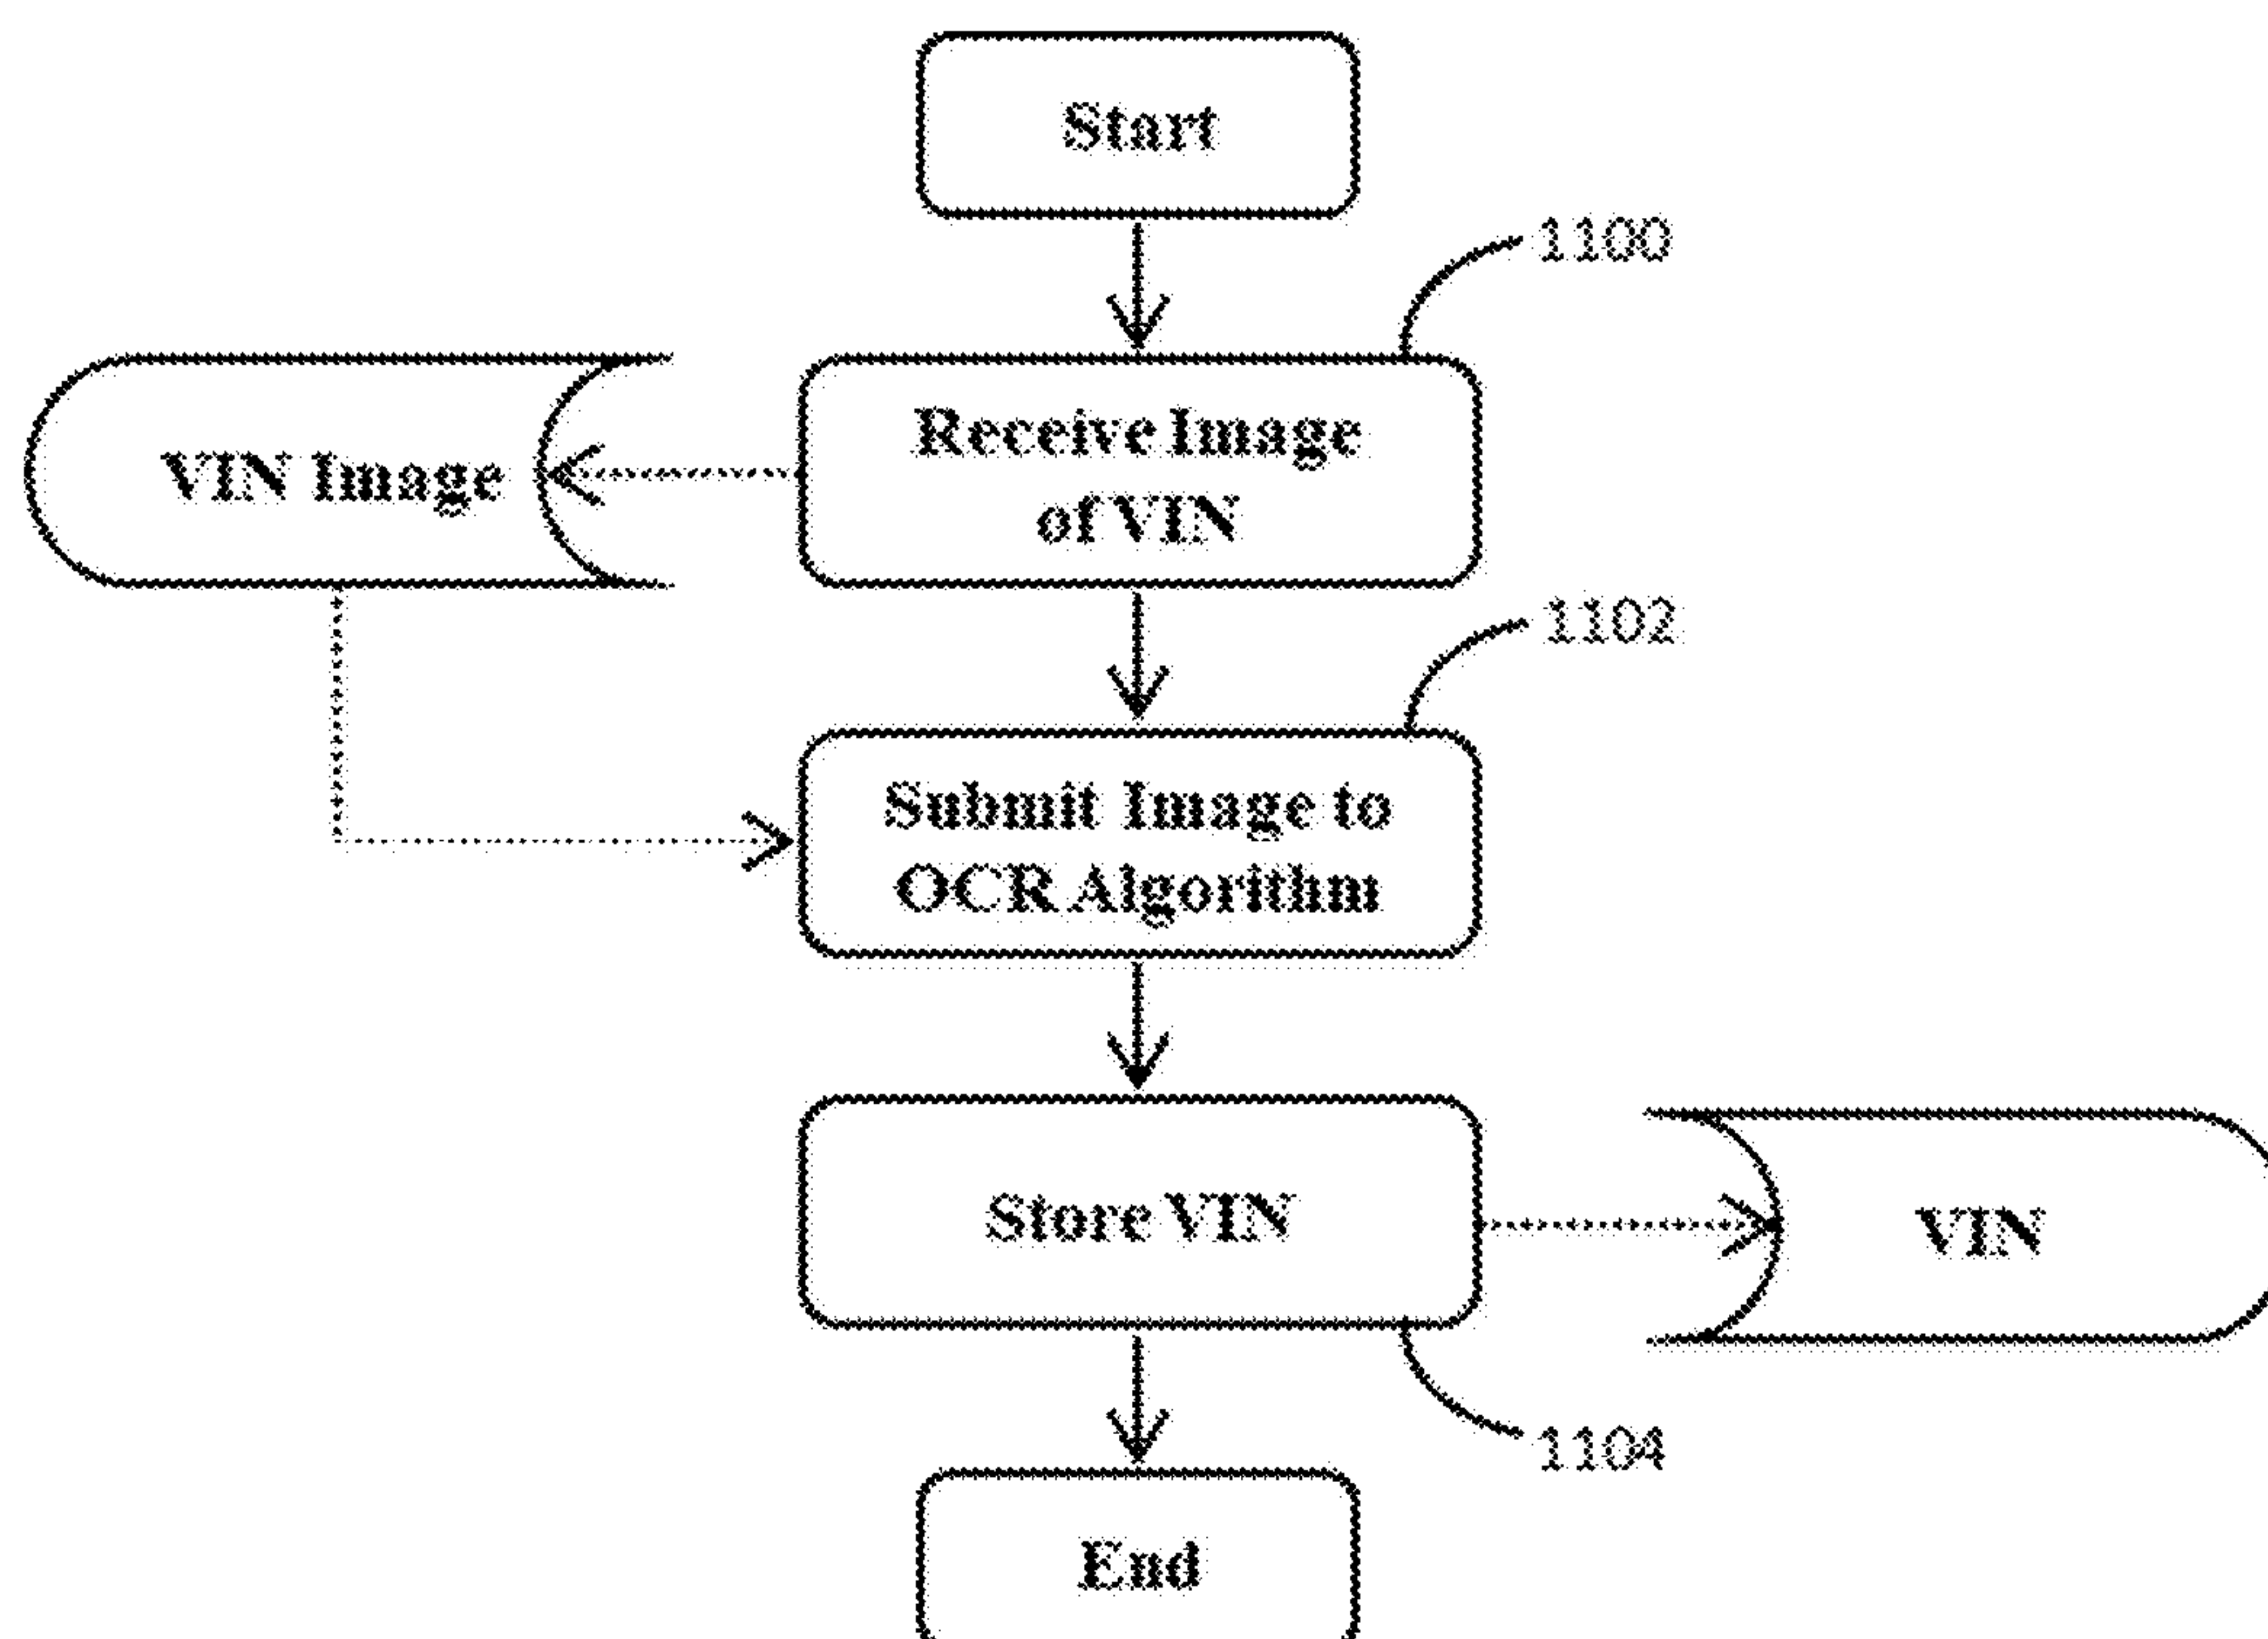 Start
1100
VIN Image
Receive Image
of VIN
1102
Submit Image to
OCR Algorithm
Store VIN
VIN
1104
End